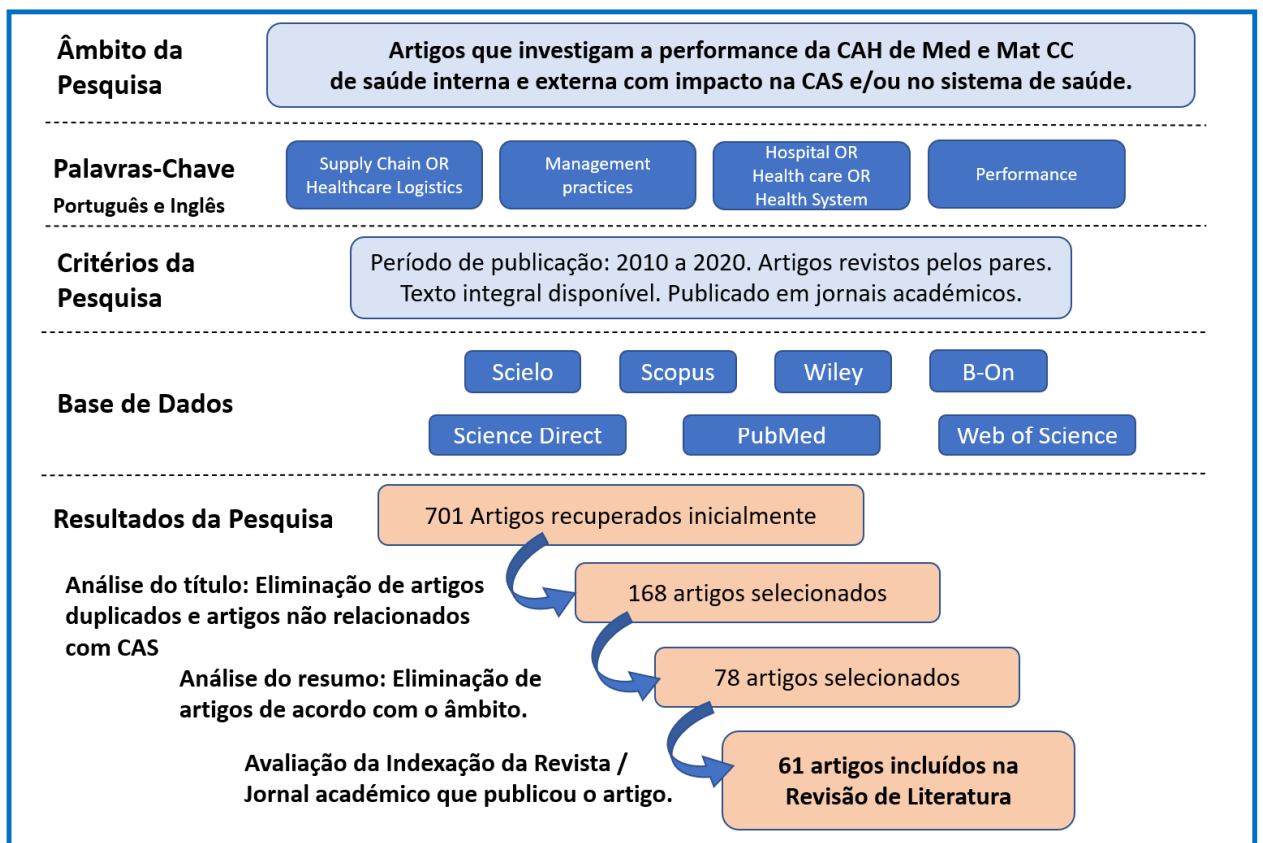 Âmbito da
Pesquisa
Artigos que investigam a performance da CAH de Med e Mat CC
de saúde interna e externa com impacto na CAS e/ou no sistema de saúde.
Palavras-Chave
Português e Inglês
Supply Chain OR
Healthcare Logistics
Management
practices
Hospital OR
Health care OR
Health System
Performance
Critérios da
Pesquisa
Período de publicação: 2010 a 2020. Artigos revistos pelos pares.
Texto integral disponível. Publicado em jornais académicos.
Base de Dados
Scielo
Scopus
Wiley
B-On
Science Direct
PubMed
Web of Science
Resultados da Pesquisa
701 Artigos recuperados inicialmente
Análise do título: Eliminação de artigos
duplicados e artigos não relacionados
com CAS
168 artigos selecionados
Análise do resumo: Eliminação de
artigos de acordo com o âmbito.
78 artigos selecionados
Avaliação da Indexação da Revista /
Jornal académico que publicou o artigo.
61 artigos incluídos na
Revisão de Literatura